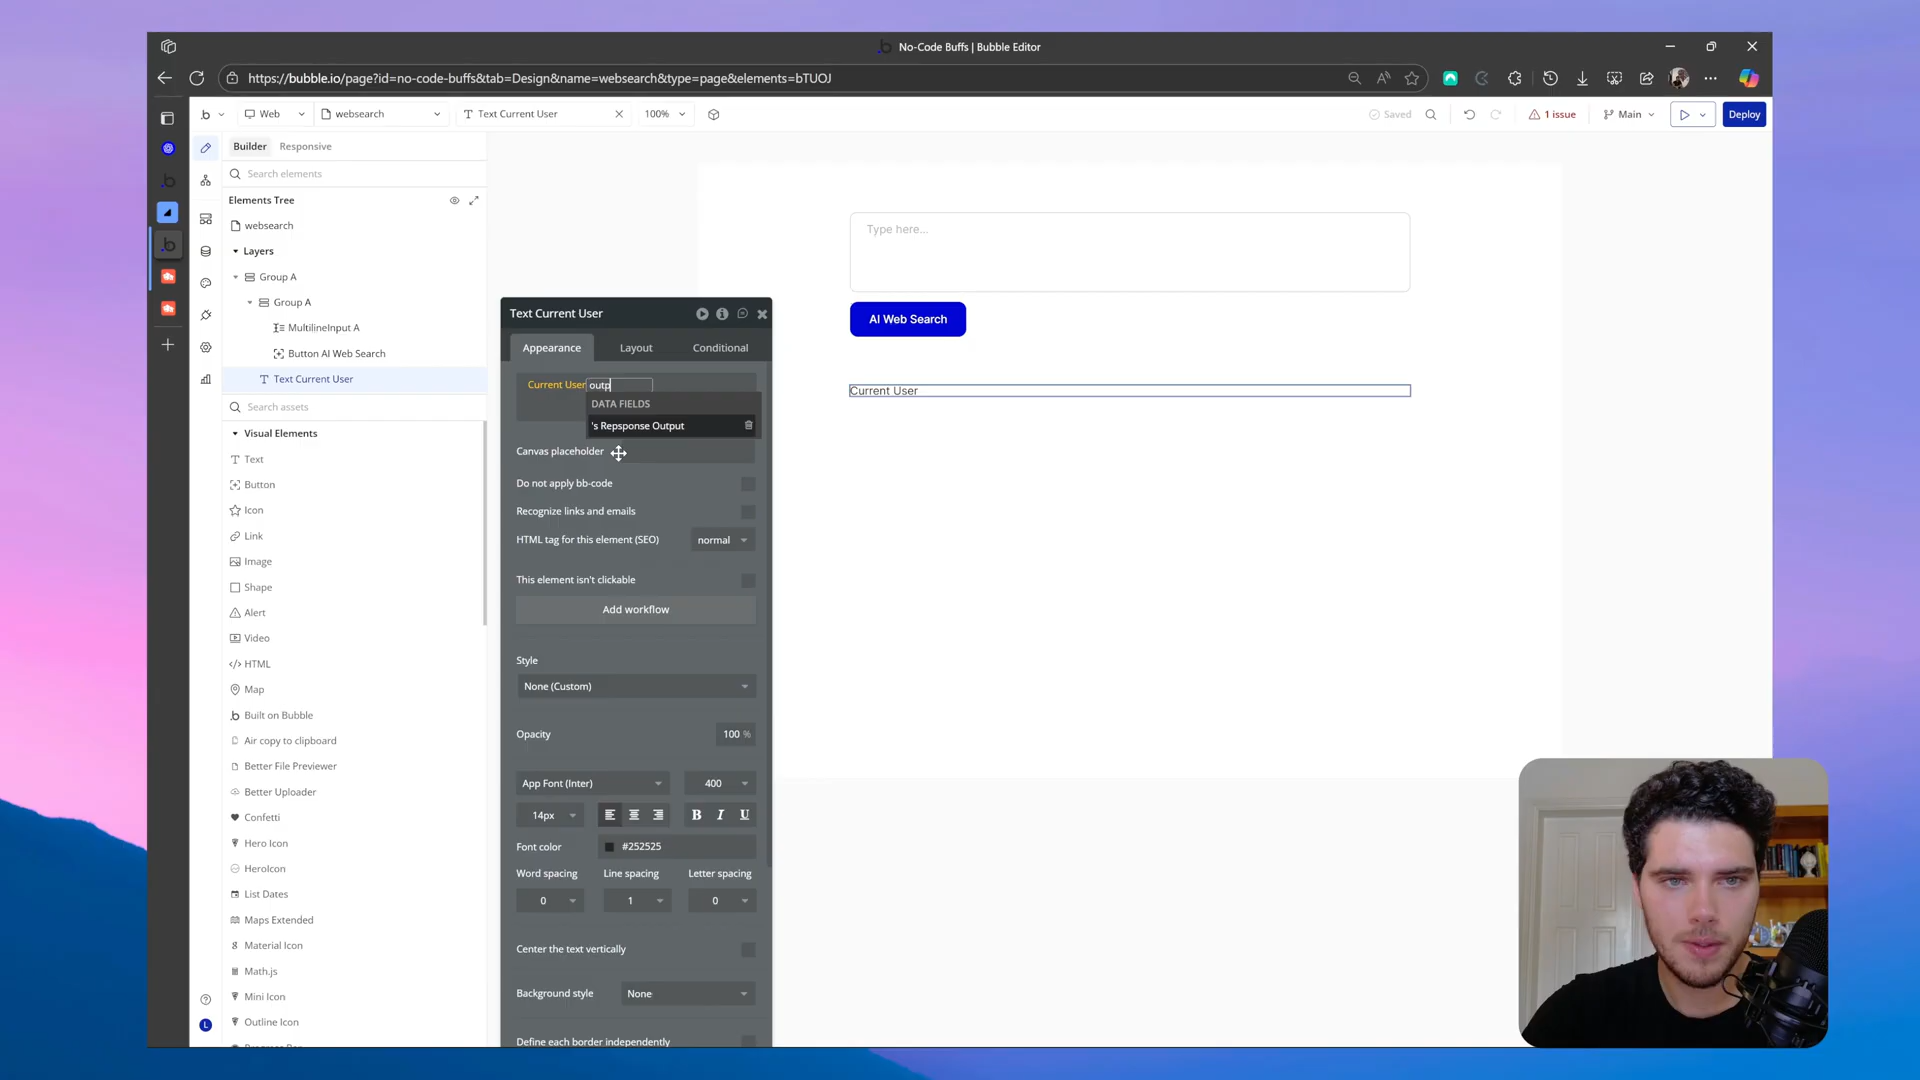 No-Code Buffs | Bubble Editor
https://bubble.io/page?id=no-code-buffs&tab=Design&name=websearch&type=page&elements=bTUOJ
Web
websearch
Text Current User
100%
Saved
1 issue
Main
Deploy
Builder
Responsive
Search elements
Elements Tree
websearch
Layers
Group A
Group A
MultilineInput A
Button AI Web Search
Text Current User
Search assets
Visual Elements
Text
Button
Icon
Link
Image
Shape
Alert
Video
HTML
Map
Built on Bubble
Air copy to clipboard
Better File Previewer
Better Uploader
Confetti
Hero Icon
HeroIcon
List Dates
Maps Extended
Material Icon
Math.js
Mini Icon
Outline Icon
L
Text Current User
Appearance
Layout
Conditional
Current User outp
DATA FIELDS
's Repsponse Output
Canvas placeholder
Do not apply bb-code
Recognize links and emails
HTML tag for this element (SEO)
normal
This element isn't clickable
Add workflow
Style
None (Custom)
Opacity
100 %
App Font (Inter)
400
14px
B I U
Font color
#252525
Word spacing
Line spacing
Letter spacing
0
1
0
Center the text vertically
Background style
None
Define each border independently
Type here...
AI Web Search
Current User